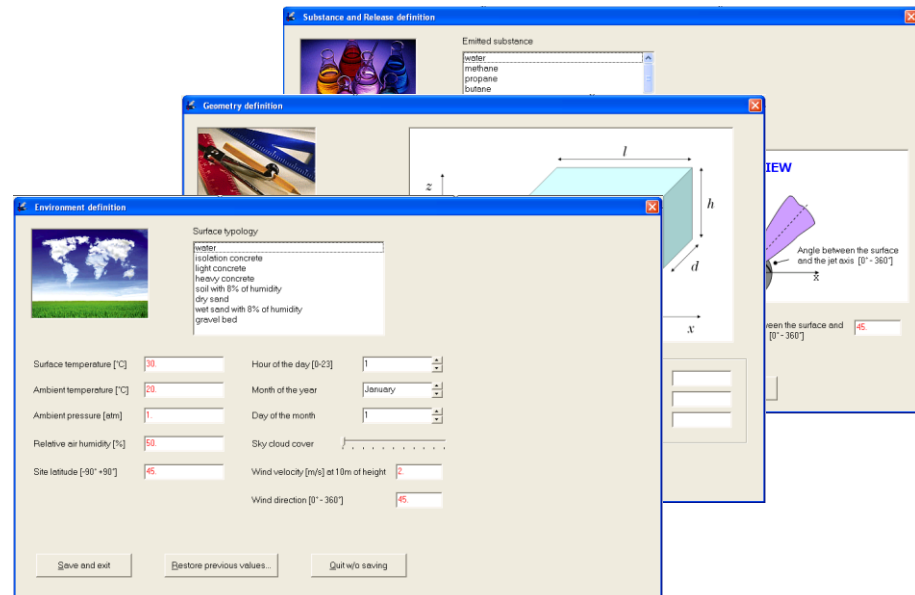 Substance and Release definition
Emitted substance
water
methane
propane
butane
Geometry definition
l
z
h
d
x
IEW
Angle between the surface
and the jet axis [0° - 360°]
x
een the surface and
[0° - 360°]
45.
Environment definition
Surface typology
water
isolation concrete
light concrete
heavy concrete
soil with 8% of humidity
dry sand
wet sand with 8% of humidity
gravel bed
Surface temperature [°C] 30. Hour of the day [0-23] 1
Ambient temperature [°C] 20. Month of the year January
Ambient pressure [atm] 1. Day of the month 1
Relative air humidity [%] 50. Sky cloud cover
Site latitude [-90° +90°] 45. Wind velocity [m/s] at 10m of height 2.
Wind direction [0° - 360°] 45.
Save and exit Restore previous values... Quit w/o saving